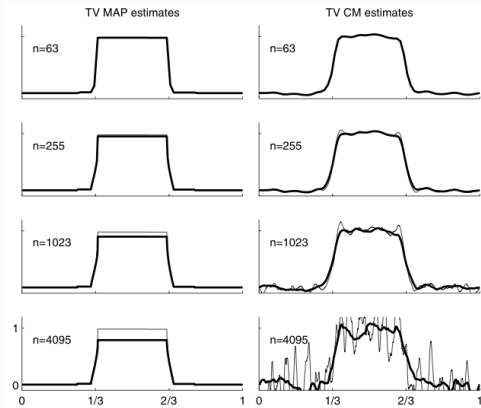 TV MAP estimates
TV CM estimates
n=63
n=63
n=255
n=255
n=1023
n=1023
1
n=4095
n=4095
0
0
1/3
2/3
1
0
1/3
2/3
1